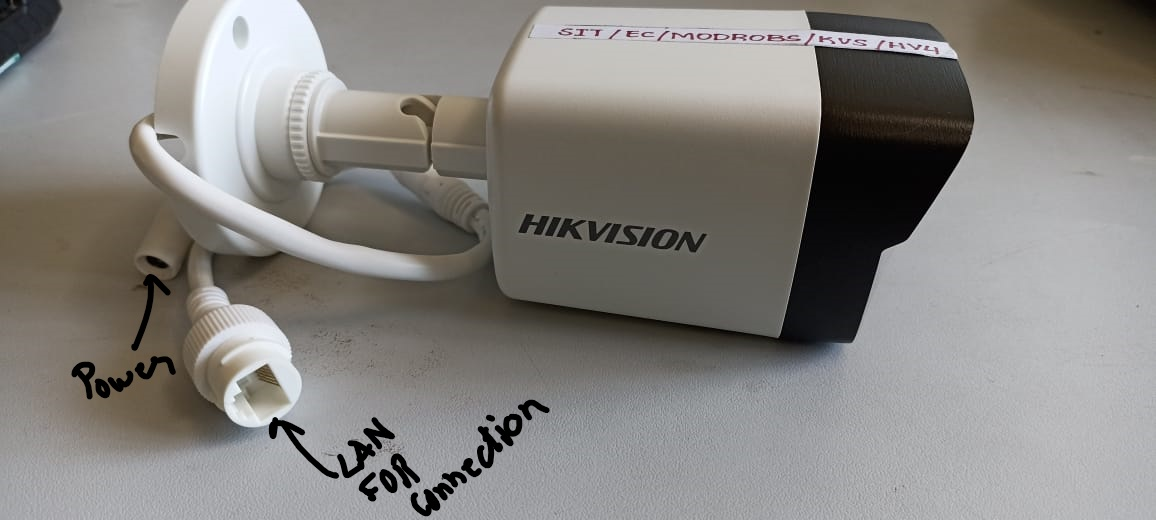 SIT/EC/MODROBS/KVS/HV4
HIKVISION
Power
LAN
FOR
connection